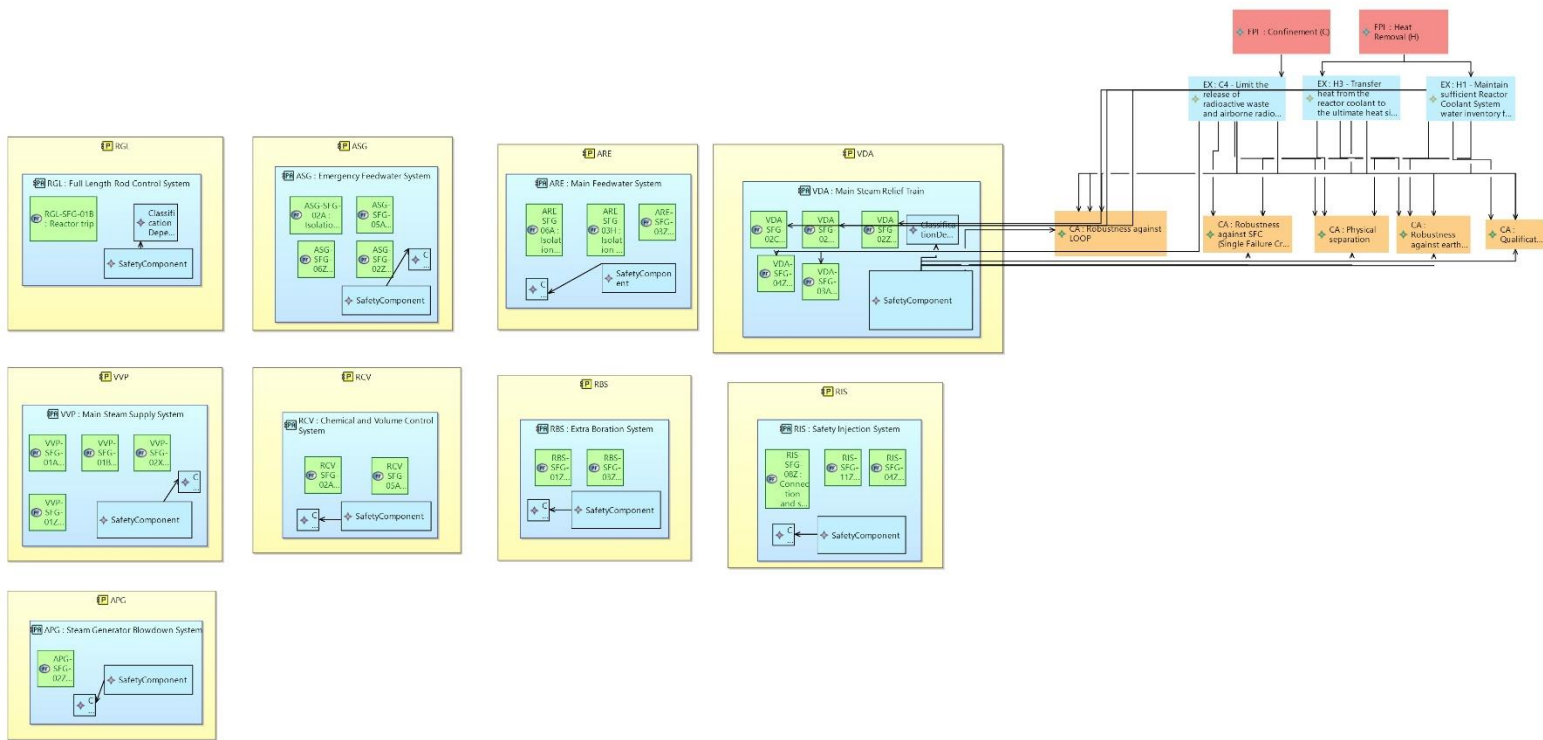 FPI : Confinement (C)
FPI : Heat
Removal (H)
EX : C4 - Limit the
release of
radioactive waste
and airborne radio...
EX : H3 - Transfer
heat from the
reactor coolant to
the ultimate heat si...
EX : H1 - Maintain
sufficient Reactor
Coolant System
water inventory f...
CA : Robustness against
LOOP
CA : Robustness
against SFC
(Single Failure Cr...
CA : Physical
separation
CA :
Robustness
against earth...
CA :
Qualificat...
RGL
RGL : Full Length Rod Control System
RGL-SFG-01B
: Reactor trip
Classifi
cation
Depe...
SafetyComponent
ASG
ASG : Emergency Feedwater System
ASG-SFG-
02A :
Isolatio...
ASG-
SFG-
05A...
ASG
SFG
06Z...
ASG-
SFG-
02Z...
C
...
SafetyComponent
ARE
ARE : Main Feedwater System
ARE
SFG
06A :
Isolat
ion ...
ARE
SFG
03H :
Isolat
ion ...
ARE-
SFG-
03Z...
SafetyCompon
ent
C
...
VDA
VDA : Main Steam Relief Train
VDA
SFG
02C...
VDA
SFG
02...
VDA
SFG
02Z...
Classifica
tionDe...
VDA-
SFG-
04Z...
VDA-
SFG-
03A...
SafetyComponent
VVP
VVP : Main Steam Supply System
VVP-
SFG-
01A...
VVP-
SFG-
01B...
VVP-
SFG-
02X...
C
...
VVP-
SFG-
01Z...
SafetyComponent
RCV
RCV : Chemical and Volume Control
System
RCV
SFG
02A...
RCV
SFG
05A...
C
...
SafetyComponent
RBS
RBS : Extra Boration System
RBS-
SFG-
01Z...
RBS-
SFG-
03Z...
C
...
SafetyComponent
RIS
RIS : Safety Injection System
RIS
SFG-
08Z :
Connec
tion
and s...
RIS-
SFG-
11Z...
RIS-
SFG-
04Z...
C
...
SafetyComponent
APG
APG : Steam Generator Blowdown System
APG-
SFG-
02Z...
SafetyComponent
C
...